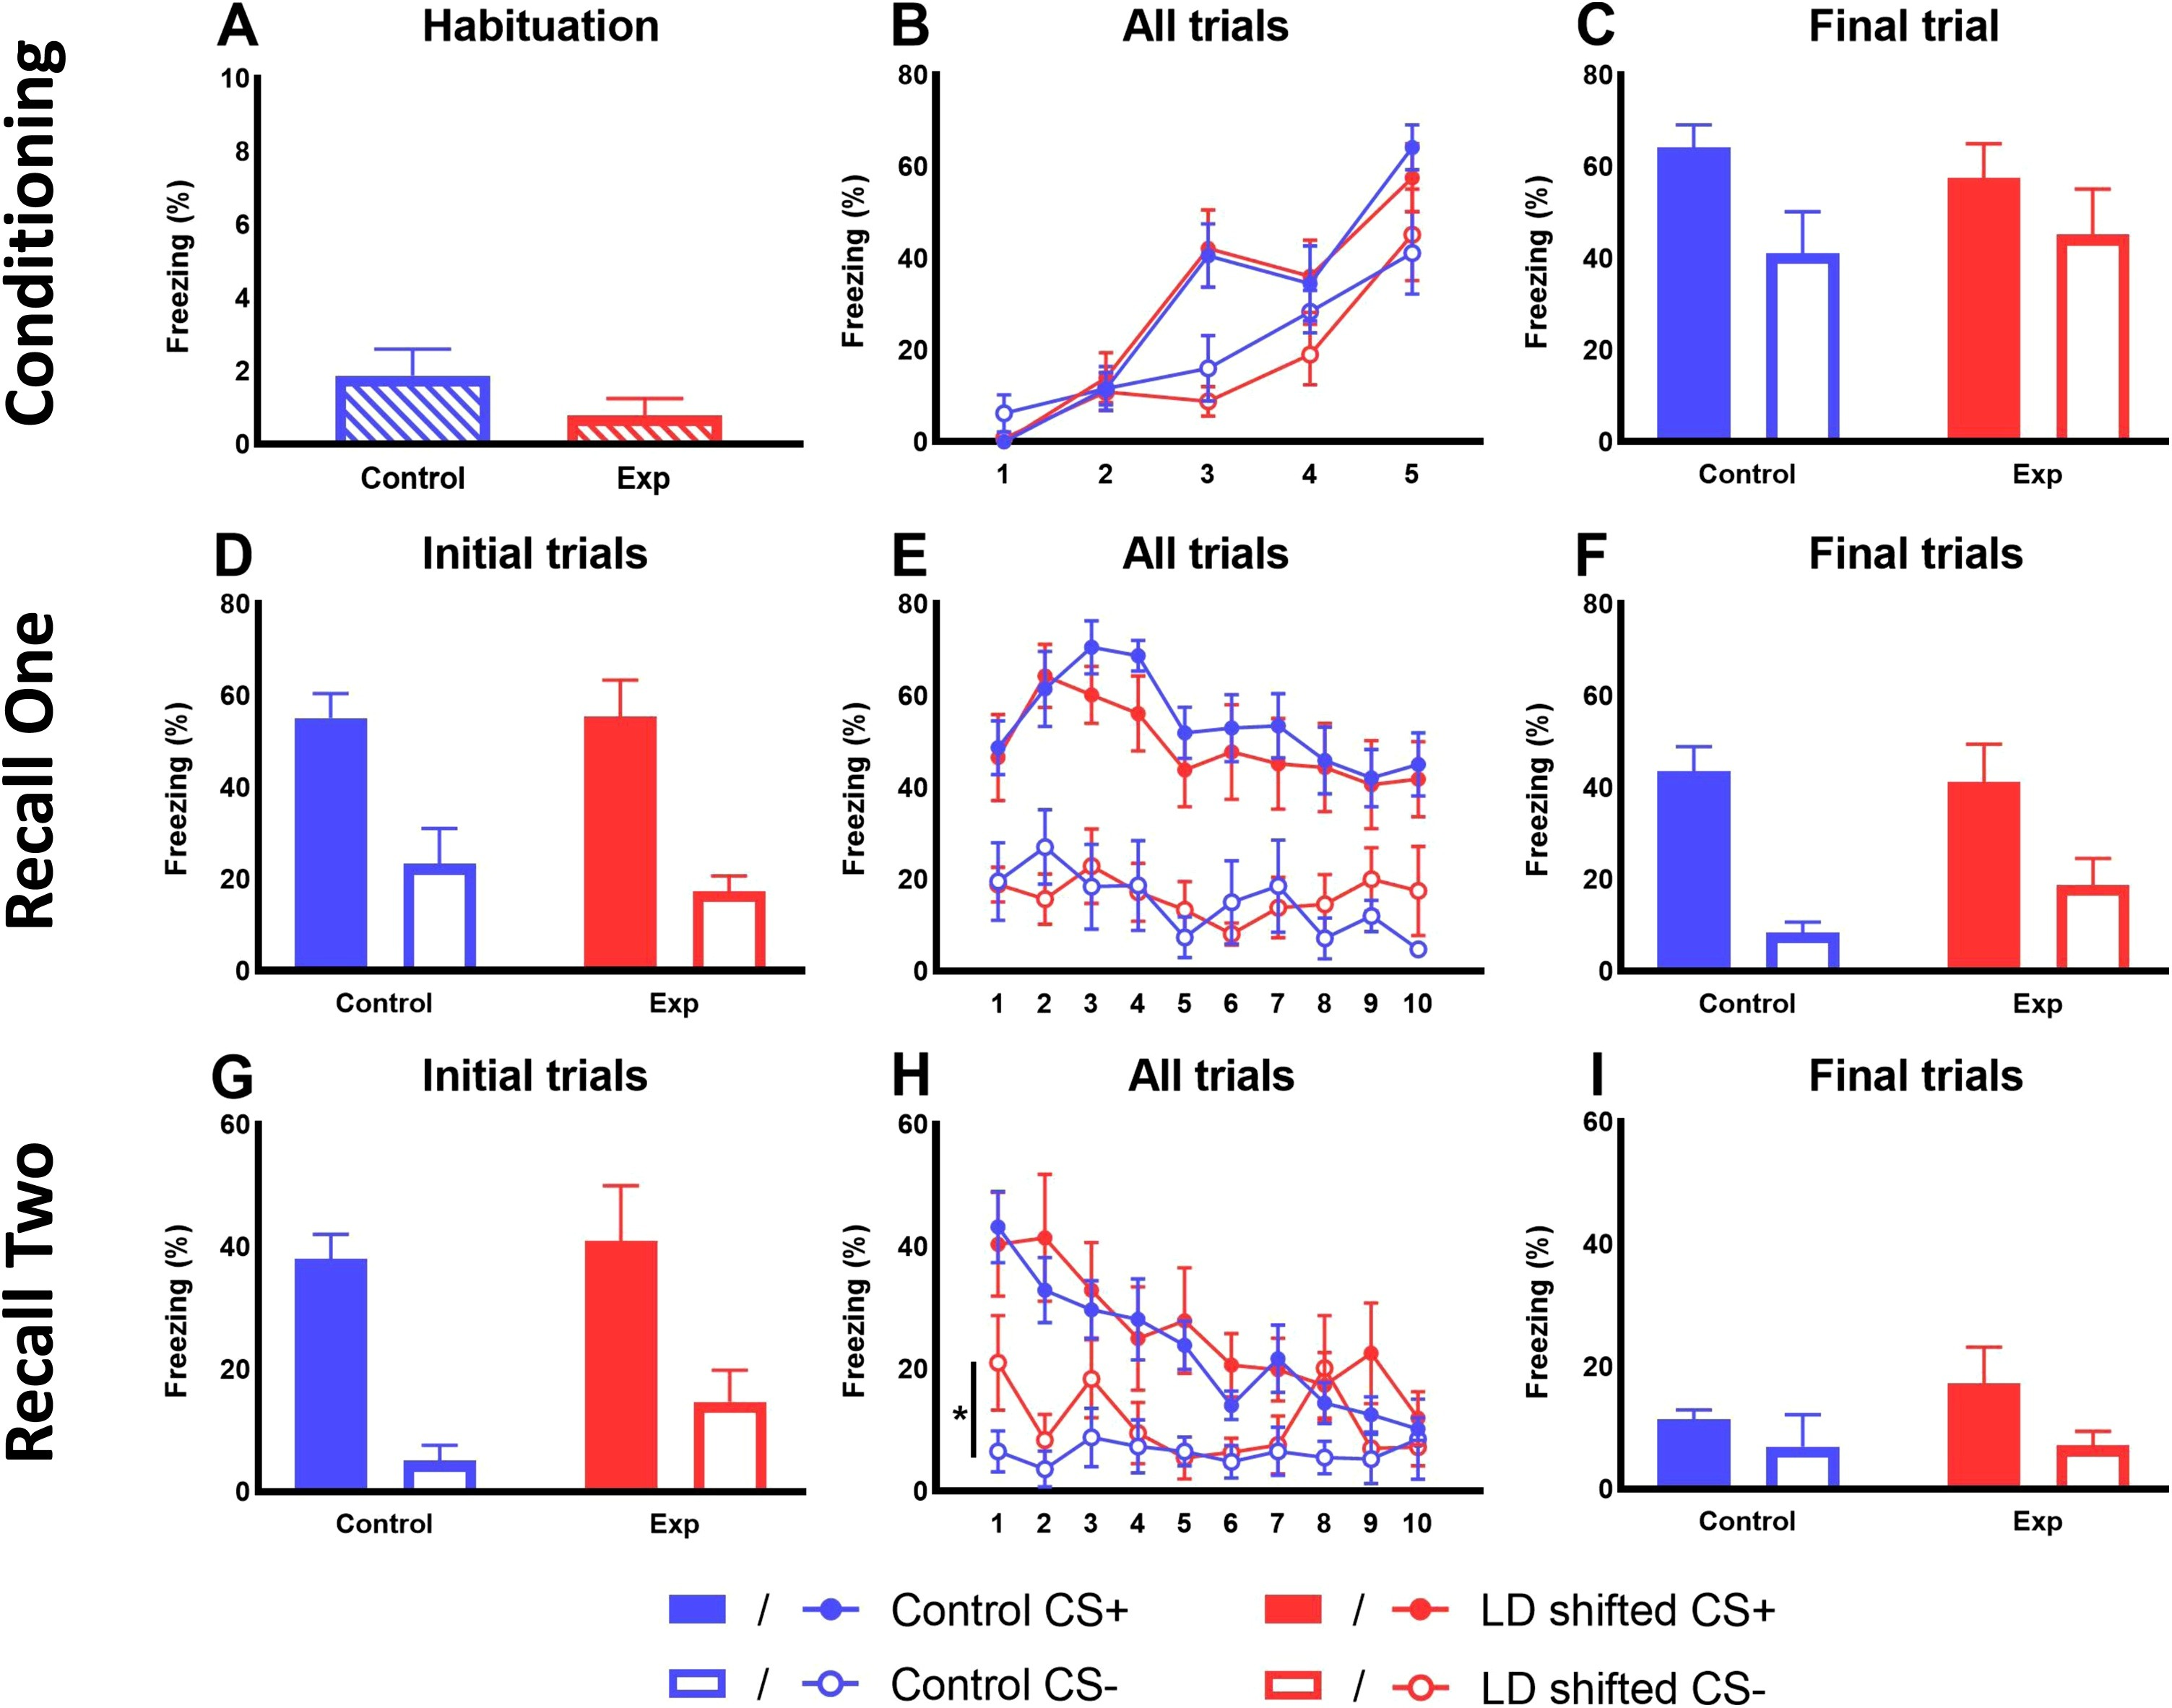 Conditioning
A Habituation
Freezing (%)
10
8
6
4
2
0
Control Exp
B All trials
Freezing (%)
80
60
40
20
0
1 2 3 4 5
C Final trial
Freezing (%)
80
60
40
20
0
Control Exp
Recall One
D Initial trials
Freezing (%)
80
60
40
20
0
Control Exp
E All trials
Freezing (%)
80
60
40
20
0
1 2 3 4 5 6 7 8 9 10
F Final trials
Freezing (%)
80
60
40
20
0
Control Exp
Recall Two
G Initial trials
Freezing (%)
60
40
20
0
Control Exp
H All trials
Freezing (%)
60
40
20
0
*
1 2 3 4 5 6 7 8 9 10
I Final trials
Freezing (%)
60
40
20
0
Control Exp
/ Control CS+ / LD shifted CS+
/ Control CS- / LD shifted CS-